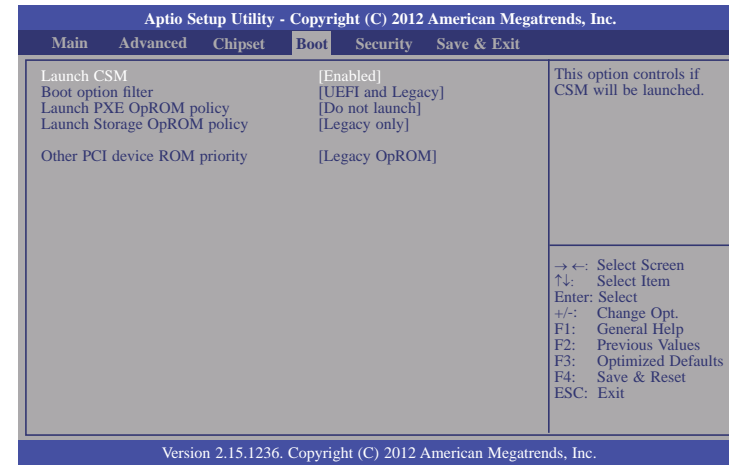 Aptio Setup Utility - Copyright (C) 2012 American Megatrends, Inc.
Main Advanced Chipset Boot Security Save & Exit
Launch CSM [Enabled]
Boot option filter [UEFI and Legacy]
Launch PXE OpROM policy [Do not launch]
Launch Storage OpROM policy [Legacy only]
Other PCI device ROM priority [Legacy OpROM]
This option controls if
CSM will be launched.
→ ←: Select Screen
↑↓: Select Item
Enter: Select
+/-: Change Opt.
F1: General Help
F2: Previous Values
F3: Optimized Defaults
F4: Save & Reset
ESC: Exit
Version 2.15.1236. Copyright (C) 2012 American Megatrends, Inc.